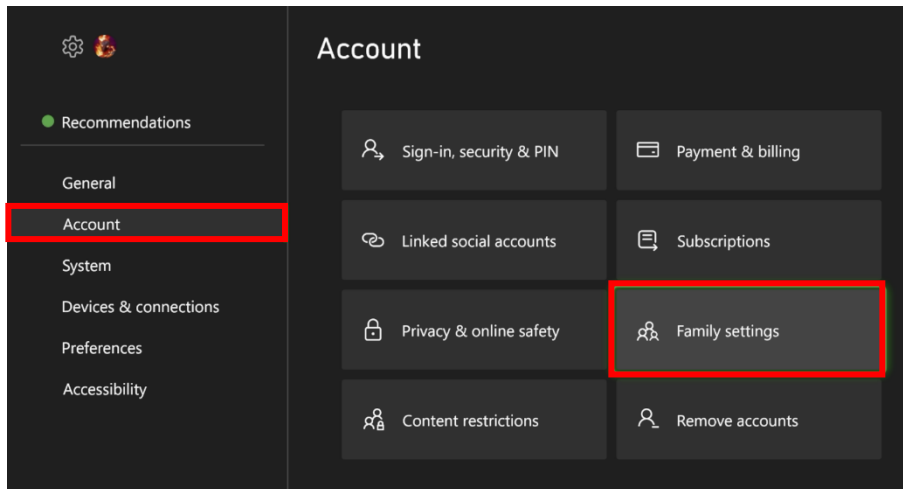 Account
Recommendations
General
Account
System
Devices & connections
Preferences
Accessibility
Sign-in, security & PIN
Payment & billing
Linked social accounts
Subscriptions
Privacy & online safety
Family settings
Content restrictions
Remove accounts